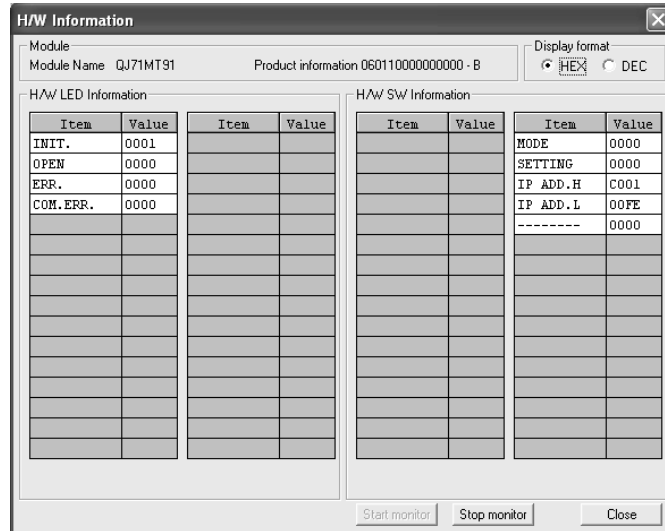 H/W Information
Module
Module Name QJ71MT91 Product information 060110000000000 - B
Display format
HEX DEC
H/W LED Information
Item Value Item Value
INIT. 0001
OPEN 0000
ERR. 0000
COM.ERR. 0000
H/W SW Information
Item Value Item Value
MODE 0000
SETTING 0000
IP ADD.H C001
IP ADD.L 00FE
-------- 0000
Start monitor Stop monitor Close